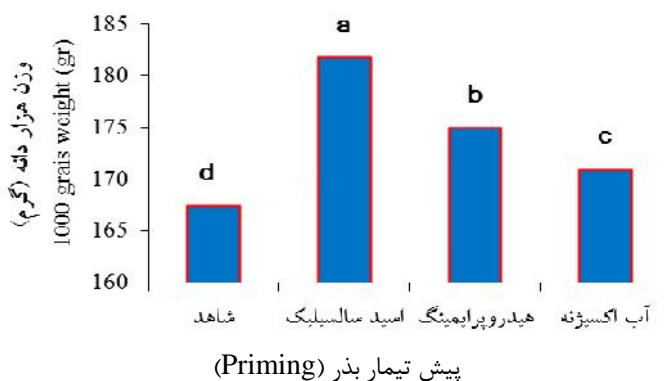 185
180
175
170
165
160
وزن هزار دانه (گرم)
1000 grais weight (gr)
d
a
b
c
شاهد
اسید سالسیلیک
هیدروپرایمینگ
آب اکسیژنه
پیش تیمار بذر (Priming)